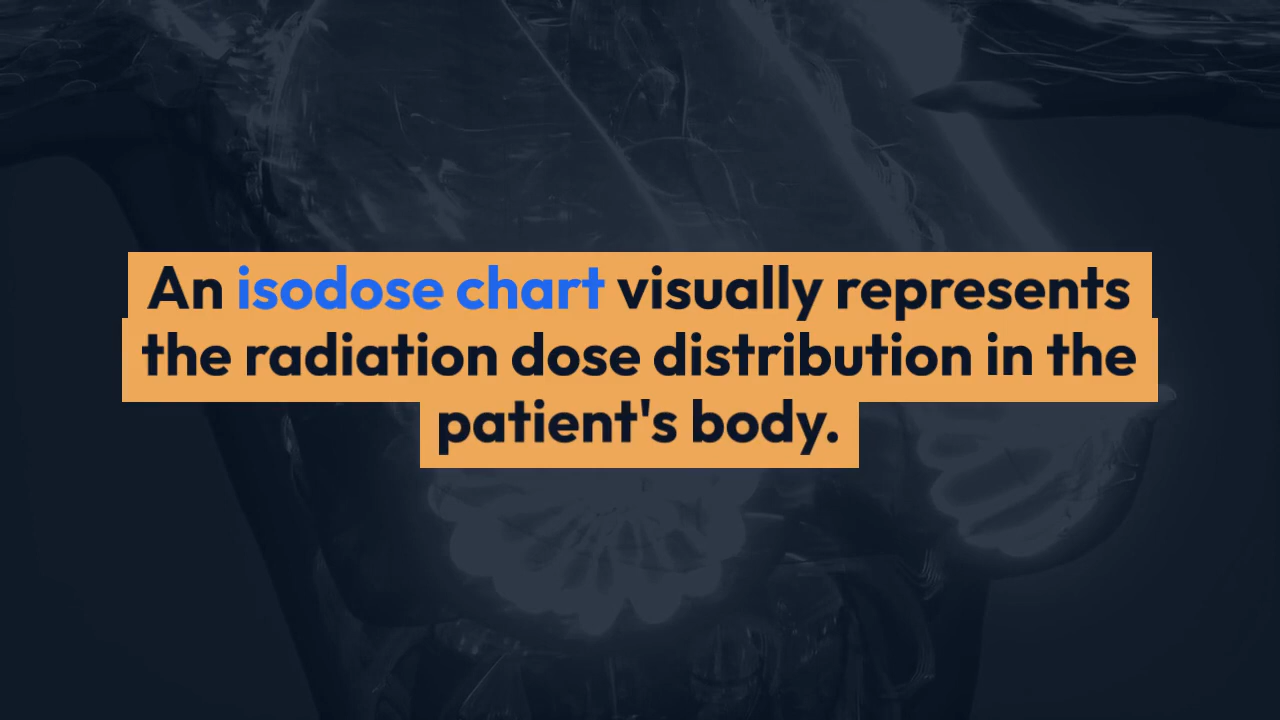 An isodose chart visually represents
the radiation dose distribution in the
patient's body.